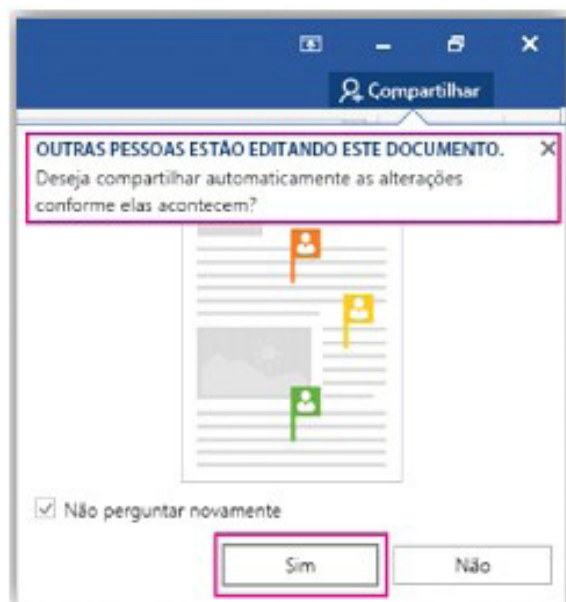 Compartilhar
OUTRAS PESSOAS ESTÃO EDITANDO ESTE DOCUMENTO.
Deseja compartilhar automaticamente as alterações
conforme elas acontecem?
Não perguntar novamente
Sim
Não